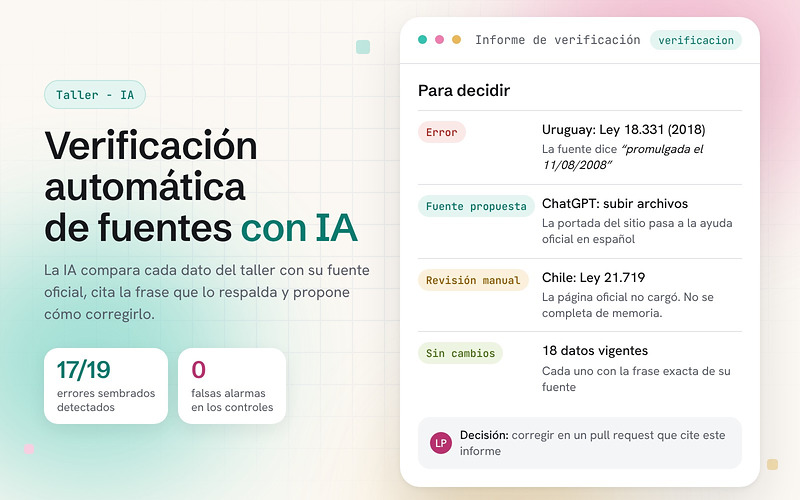 Taller - IA
Verificación
automática
de fuentes con IA
La IA compara cada dato del taller con su fuente
oficial, cita la frase que lo respalda y propone
cómo corregirlo.
17/19
errores sembrados
detectados
0
falsas alarmas
en los controles
Informe de verificación
verificacion
Para decidir
Error
Uruguay: Ley 18.331 (2018)
La fuente dice “promulgada el
11/08/2008”
Fuente propuesta
ChatGPT: subir archivos
La portada del sitio pasa a la ayuda
oficial en español
Revisión manual
Chile: Ley 21.719
La página oficial no cargó. No se
completa de memoria.
Sin cambios
18 datos vigentes
Cada uno con la frase exacta de su
fuente
LP
Decisión: corregir en un pull request que cite este
informe